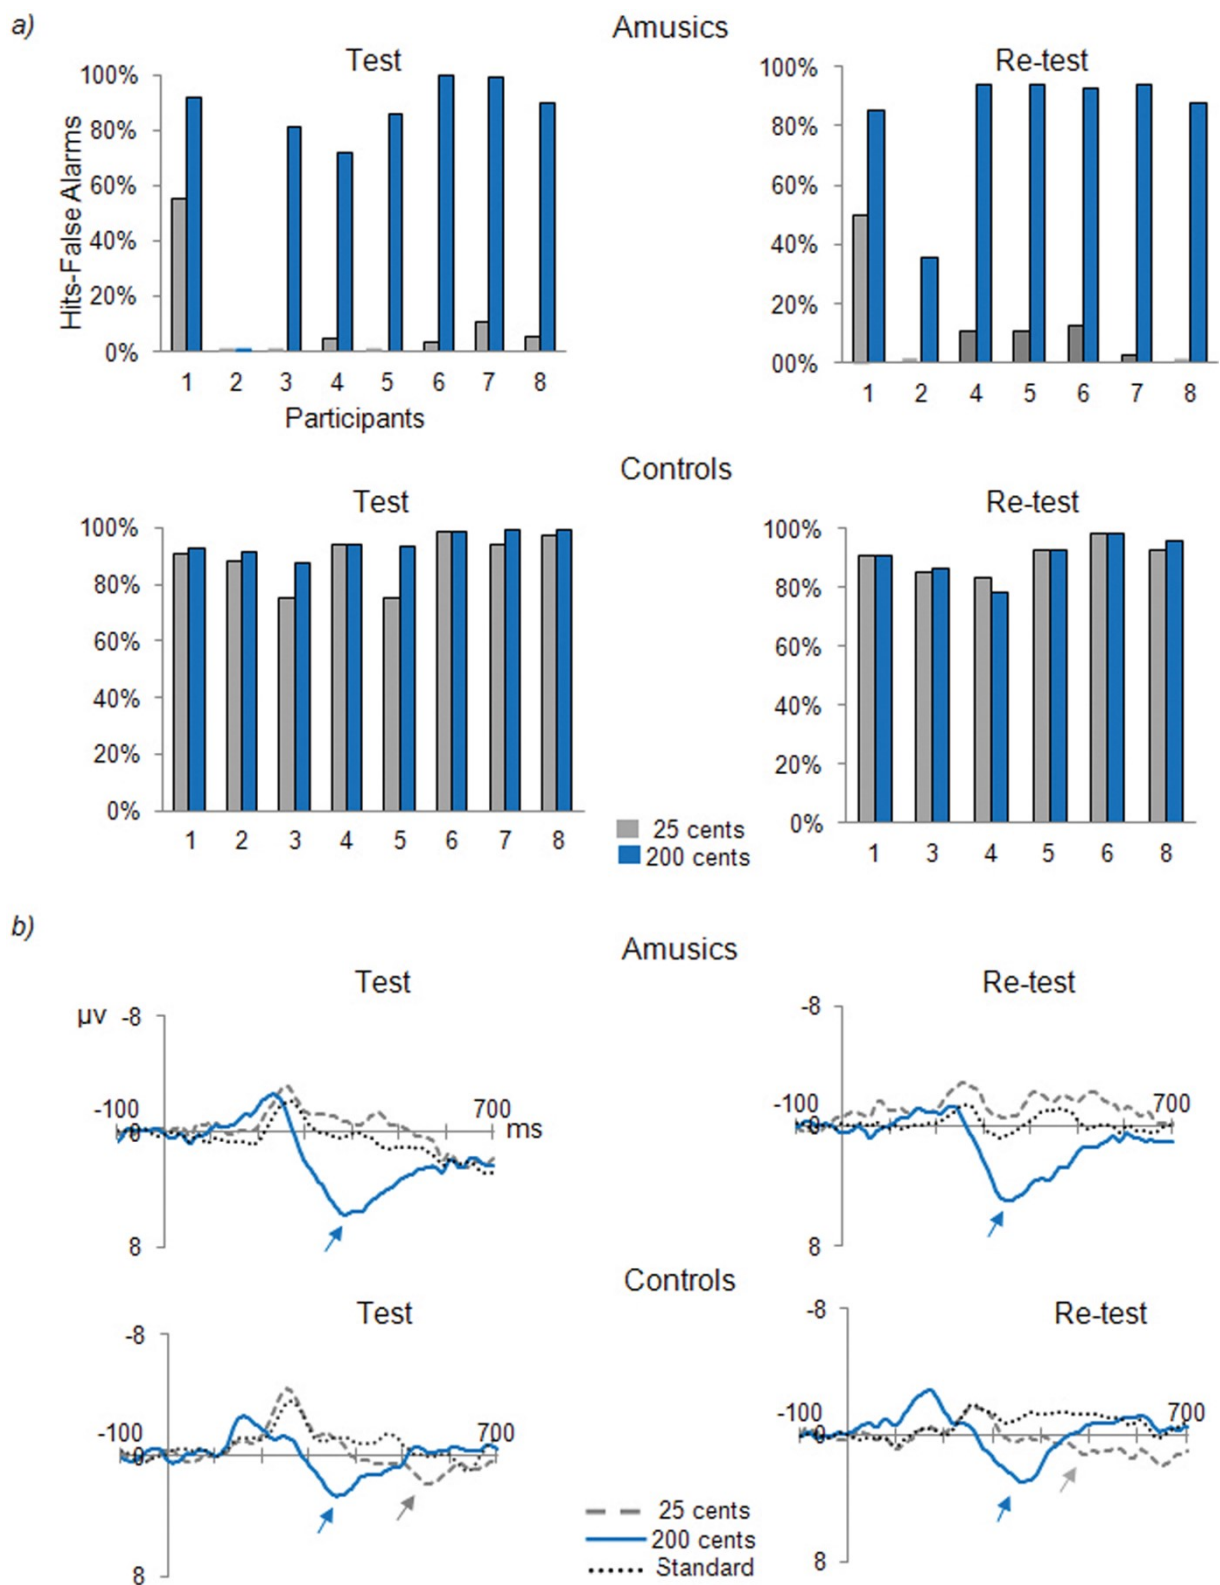 a)
Amusics
Test
Re-test
Hits-False Alarms
100%
80%
60%
40%
20%
0%
1 2 3 4 5 6 7 8
Participants
100%
80%
60%
40%
20%
00%
1 2 4 5 6 7 8
Controls
Test
Re-test
100%
80%
60%
40%
20%
0%
1 2 3 4 5 6 7 8
100%
80%
60%
40%
20%
0%
1 3 4 5 6 8
25 cents
200 cents
b)
Amusics
Test
Re-test
µv -8
-100
0
700
ms
8
-8
-100
0
700
8
Controls
Test
Re-test
-8
-100
0
700
8
-8
-100
0
700
8
25 cents
200 cents
Standard